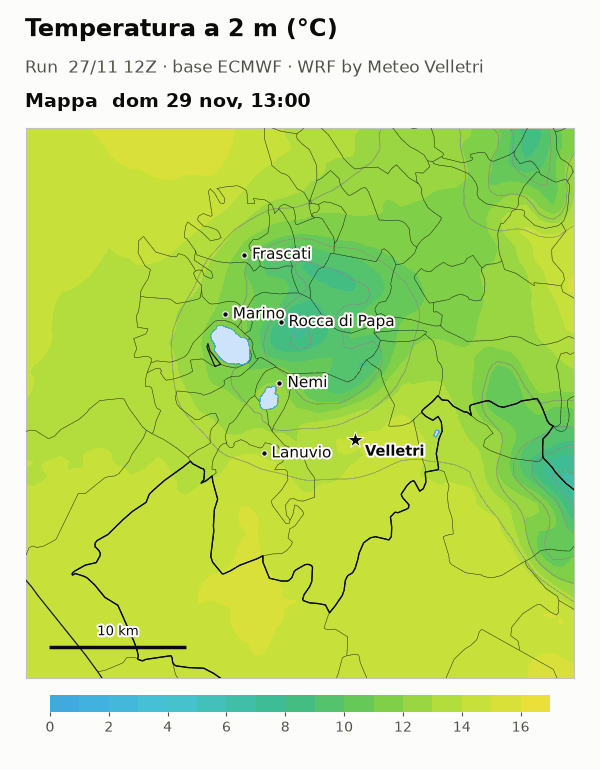 Temperatura a 2 m (°C)
Run  27/11 12Z · base ECMWF · WRF by Meteo Velletri
Mappa  dom 29 nov, 13:00
Frascati
Marino
Rocca di Papa
Nemi
Velletri
Lanuvio
10 km
0 2 4 6 8 10 12 14 16